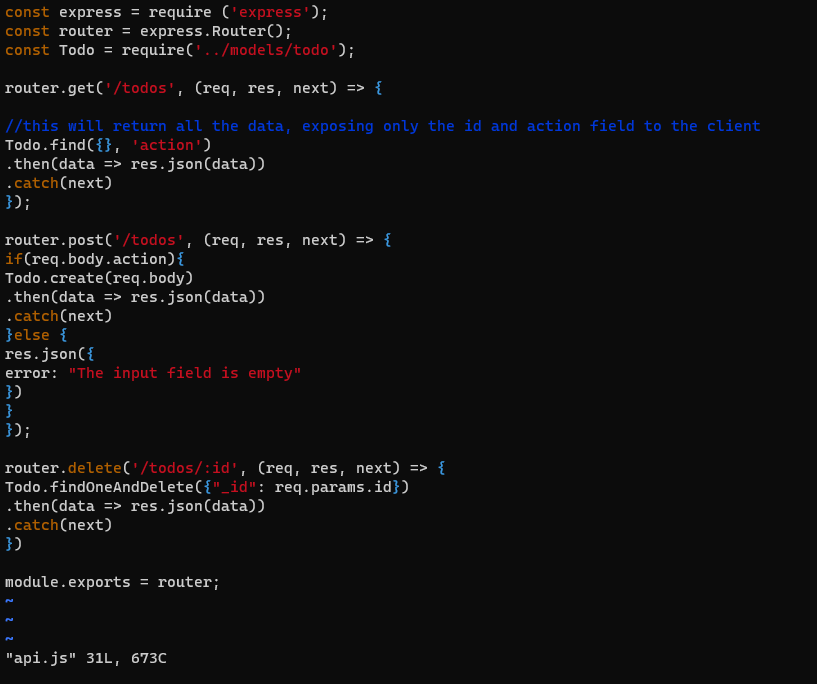 const express = require ('express');
const router = express.Router();
const Todo = require('../models/todo');

router.get('/todos', (req, res, next) => {

//this will return all the data, exposing only the id and action field to the client
Todo.find({}, 'action')
.then(data => res.json(data))
.catch(next)
});

router.post('/todos', (req, res, next) => {
if(req.body.action){
Todo.create(req.body)
.then(data => res.json(data))
.catch(next)
}else {
res.json({
error: "The input field is empty"
})
}
});

router.delete('/todos/:id', (req, res, next) => {
Todo.findOneAndDelete({"_id": req.params.id})
.then(data => res.json(data))
.catch(next)
})

module.exports = router;
~
~
~
"api.js" 31L, 673C